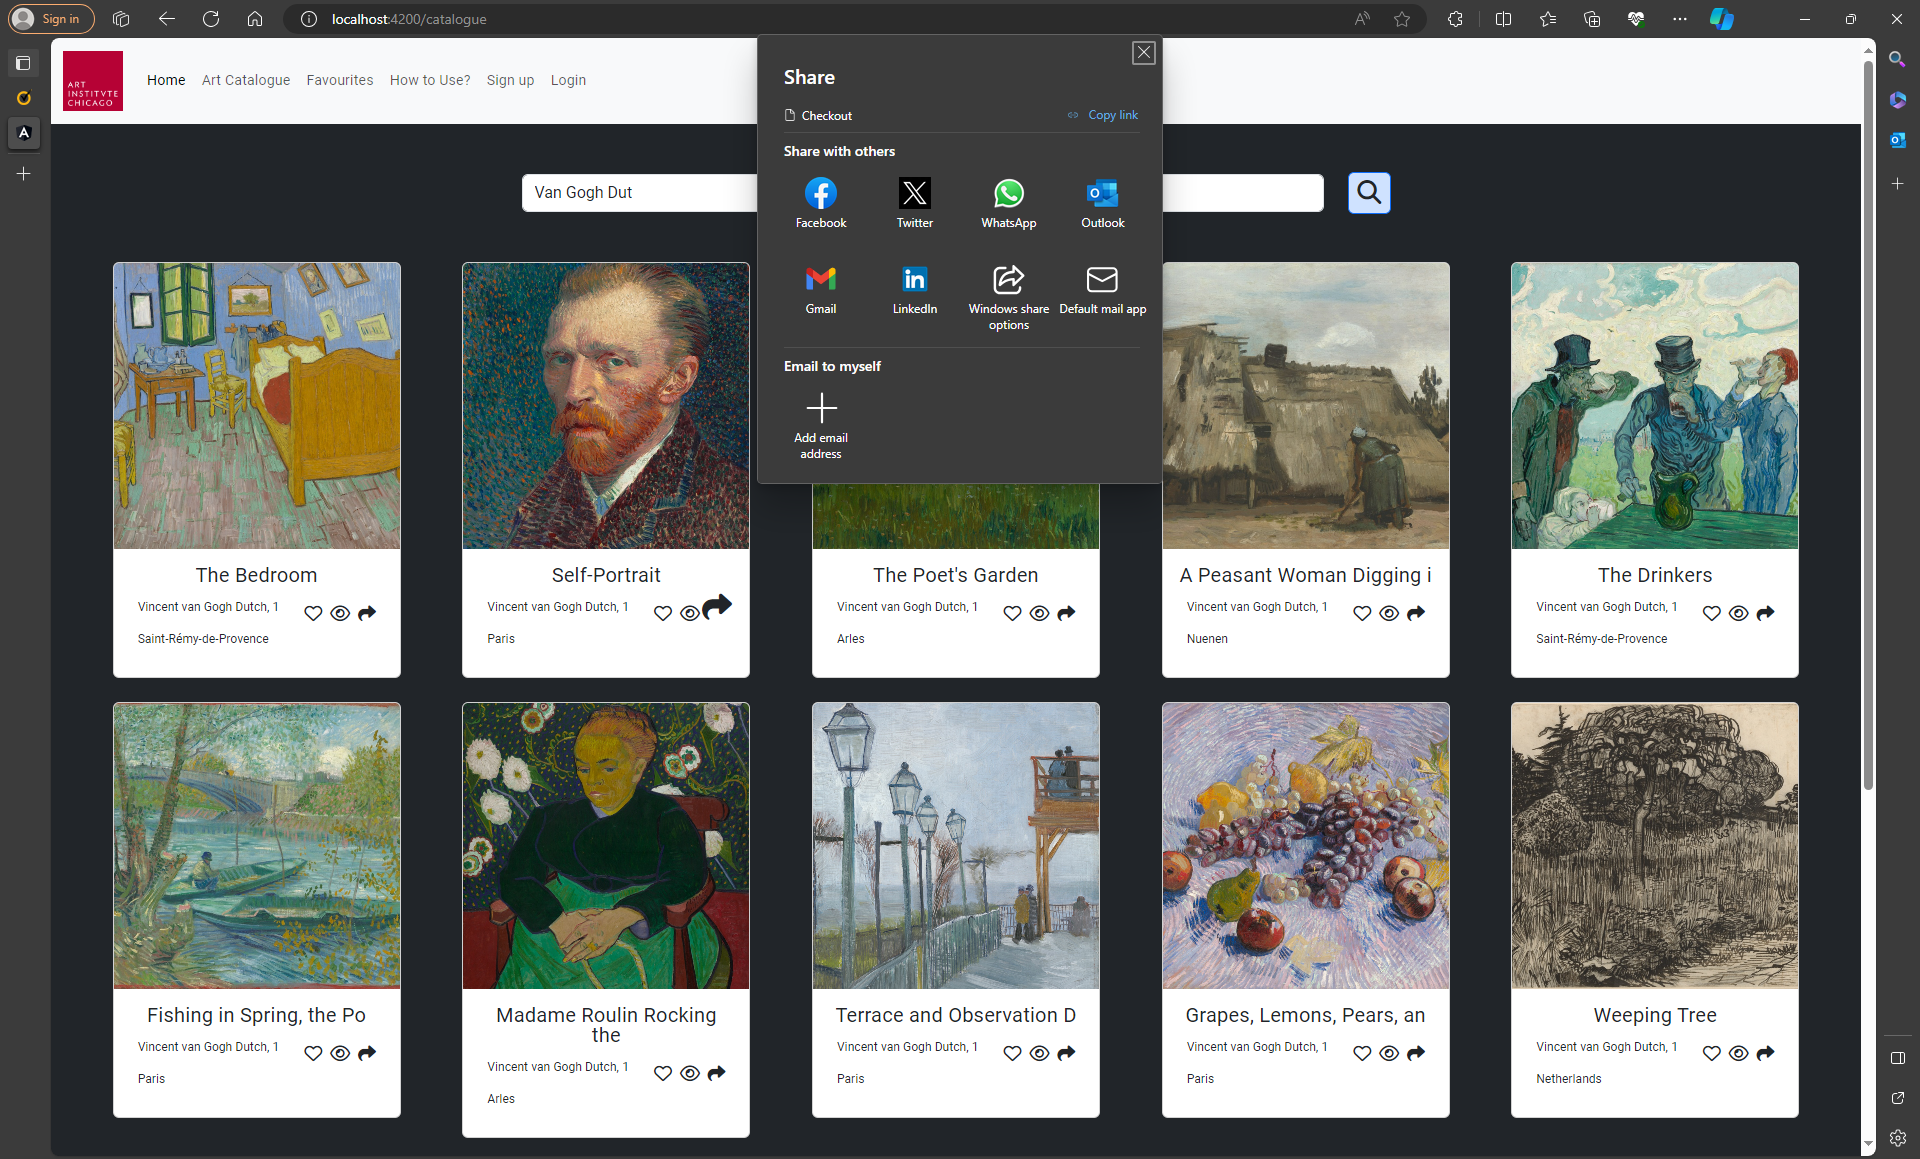 Sign in
localhost:4200/catalogue
ART
INSTITVTE
CHICAGO
Home
Art Catalogue
Favourites
How to Use?
Sign up
Login
Share
Checkout
Copy link
Share with others
Facebook
Twitter
WhatsApp
Outlook
Gmail
LinkedIn
Windows share
options
Default mail app
Email to myself
Add email
address
Van Gogh Dut
The Bedroom
Vincent van Gogh Dutch, 1
Saint-Rémy-de-Provence
Self-Portrait
Vincent van Gogh Dutch, 1
Paris
The Poet's Garden
Vincent van Gogh Dutch, 1
Arles
A Peasant Woman Digging i
Vincent van Gogh Dutch, 1
Nuenen
The Drinkers
Vincent van Gogh Dutch, 1
Saint-Rémy-de-Provence
Fishing in Spring, the Po
Vincent van Gogh Dutch, 1
Paris
Madame Roulin Rocking
the
Vincent van Gogh Dutch, 1
Arles
Terrace and Observation D
Vincent van Gogh Dutch, 1
Paris
Grapes, Lemons, Pears, an
Vincent van Gogh Dutch, 1
Paris
Weeping Tree
Vincent van Gogh Dutch, 1
Netherlands